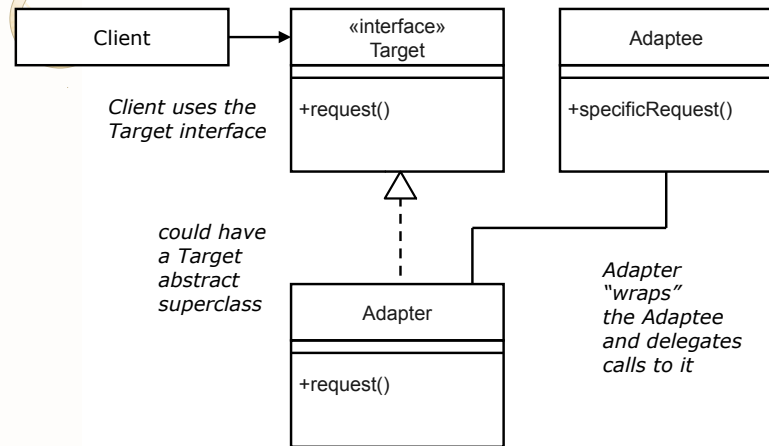 Client
«interface»
Target
+request()
Adaptee
+specificRequest()
Client uses the
Target interface
could have
a Target
abstract
superclass
Adapter
+request()
Adapter
“wraps”
the Adaptee
and delegates
calls to it